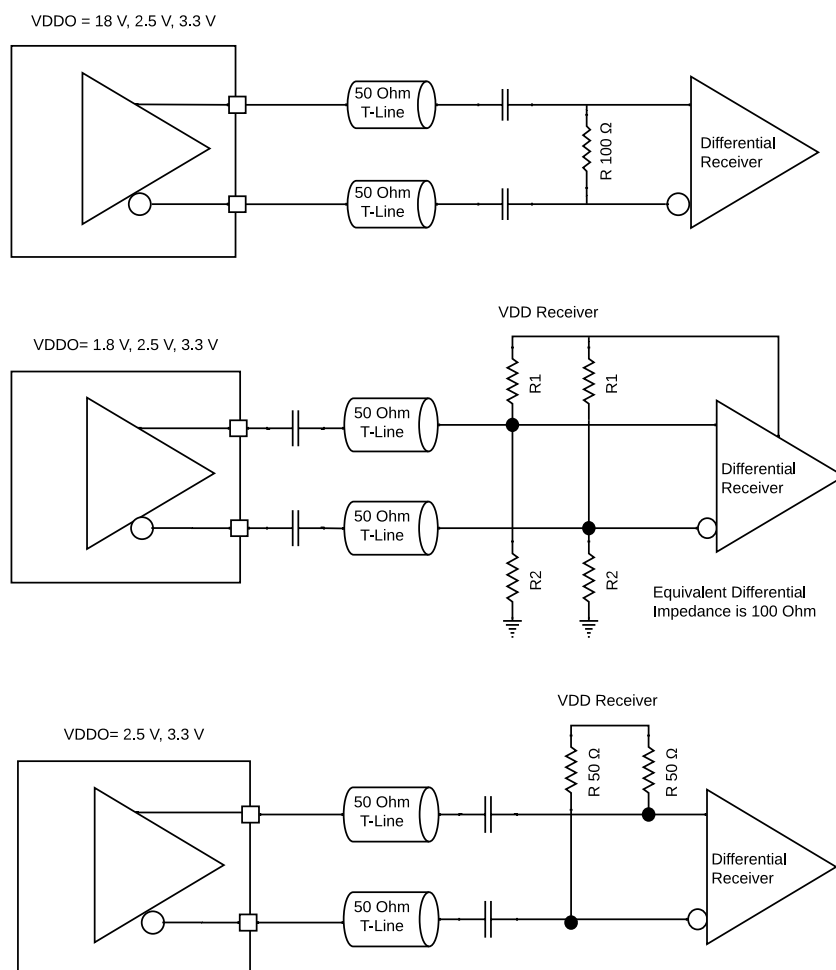 VDDO = 18 V, 2.5 V, 3.3 V
50 Ohm
T-Line
R 100 Ω
Differential
Receiver
50 Ohm
T-Line
VDD Receiver
VDDO= 1.8 V, 2.5 V, 3.3 V
R1
R1
50 Ohm
T-Line
Differential
Receiver
50 Ohm
T-Line
R2
R2
Equivalent Differential
Impedance is 100 Ohm
VDD Receiver
VDDO= 2.5 V, 3.3 V
R 50 Ω
R 50 Ω
50 Ohm
T-Line
Differential
Receiver
50 Ohm
T-Line